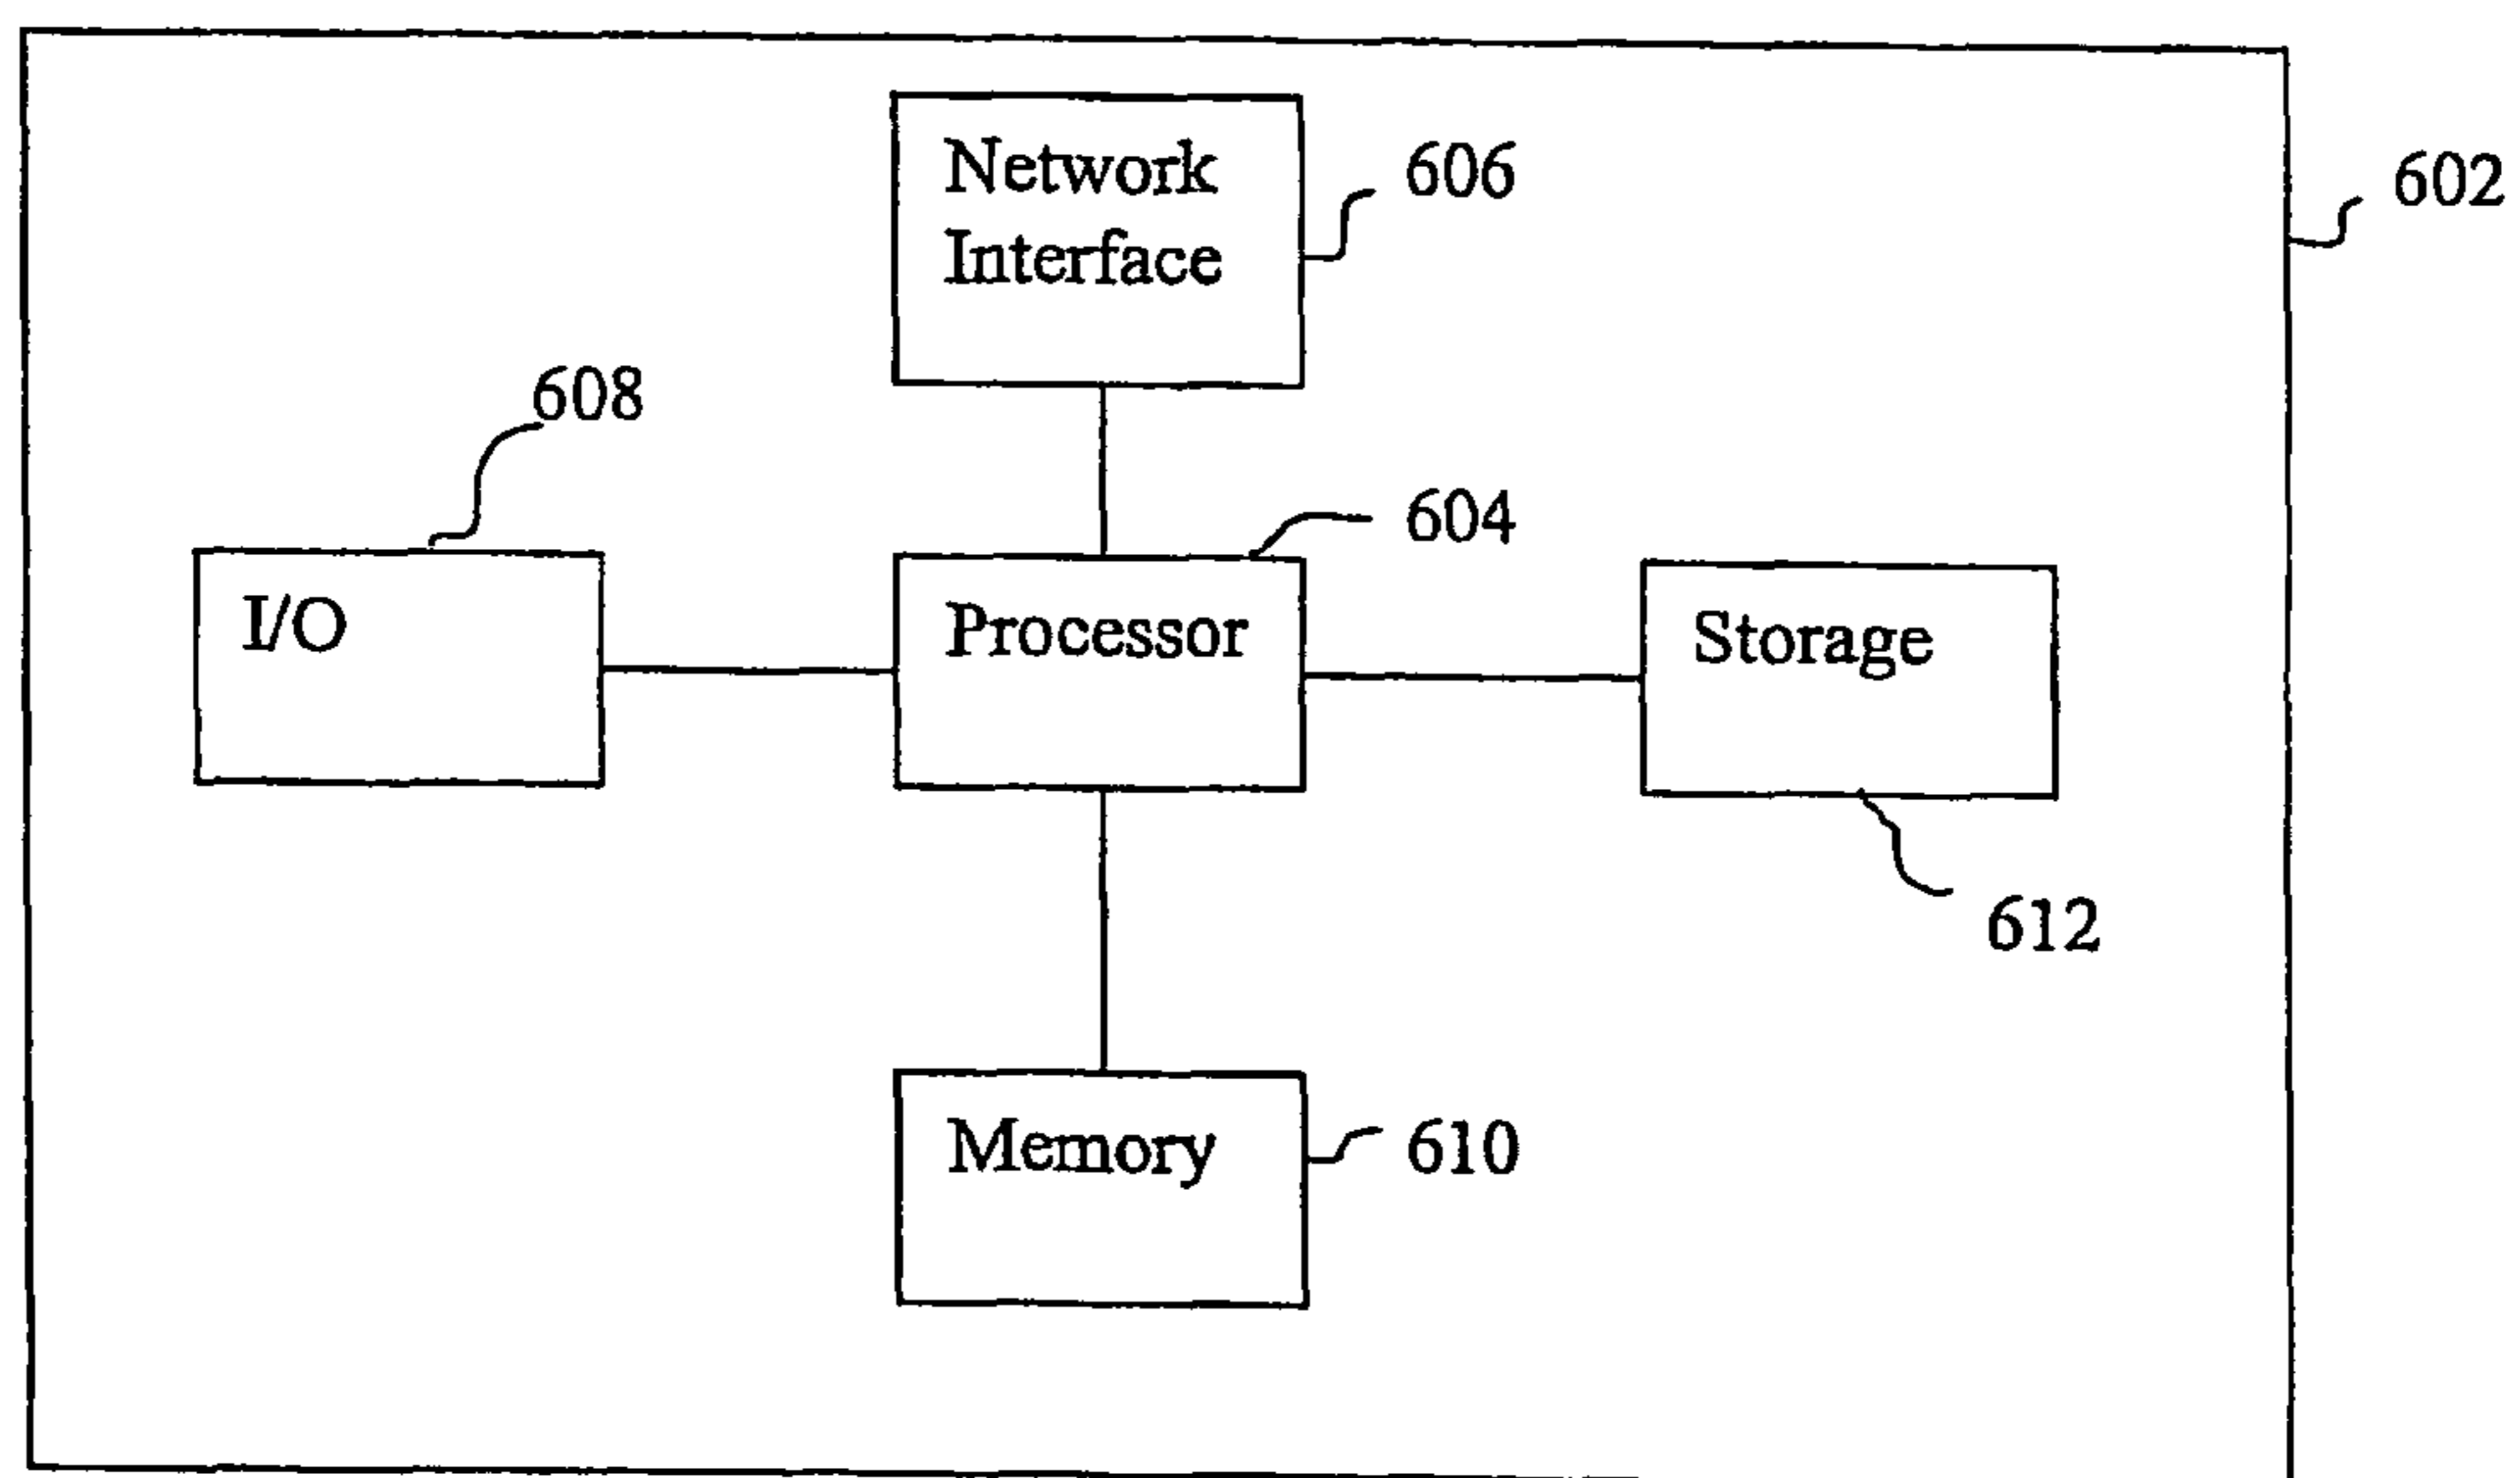 Network
Interface
606
602
608
604
I/O
Processor
Storage
612
Memory
610